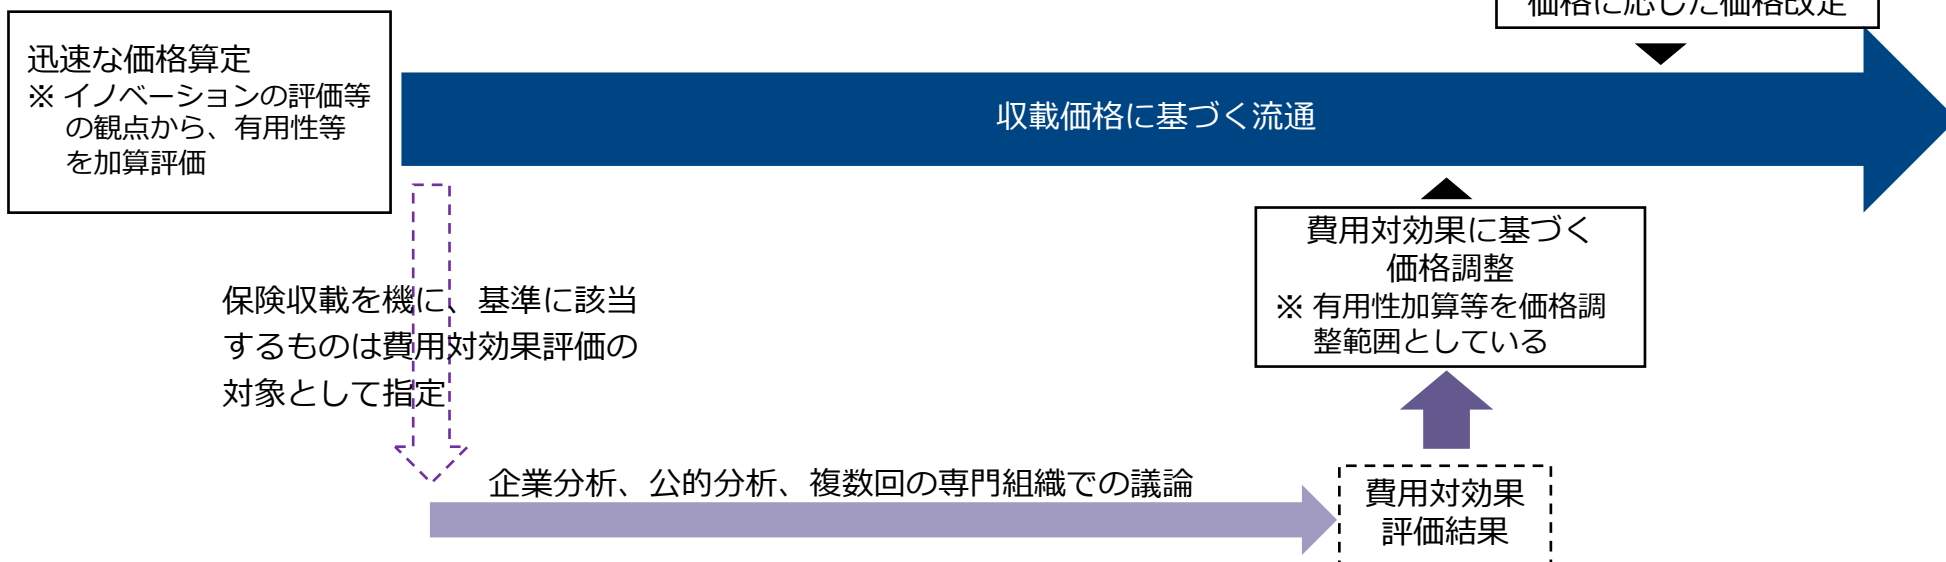 価格に応じた価格改定
迅速な価格算定
※ イノベーションの評価等
の観点から、有用性等
を加算評価
収載価格に基づく流通
費用対効果に基づく
価格調整
※ 有用性加算等を価格調
整範囲としている
保険収載を機に、基準に該当
するものは費用対効果評価の
対象として指定
企業分析、公的分析、複数回の専門組織での議論
費用対効果
評価結果